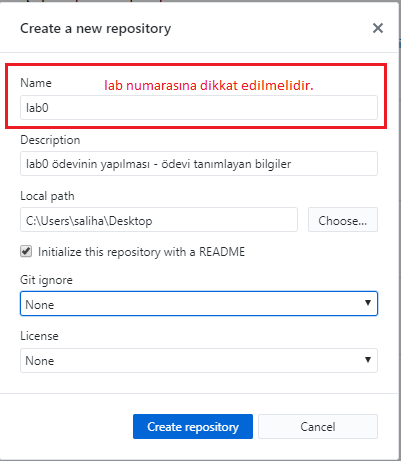 Create a new repository
Name
lab numarasına dikkat edilmelidir.
lab0
Description
lab0 ödevinin yapılması - ödevi tanımlayan bilgiler
Local path
C:\Users\saliha\Desktop
Choose...
Initialize this repository with a README
Git ignore
None
License
None
Create repository
Cancel